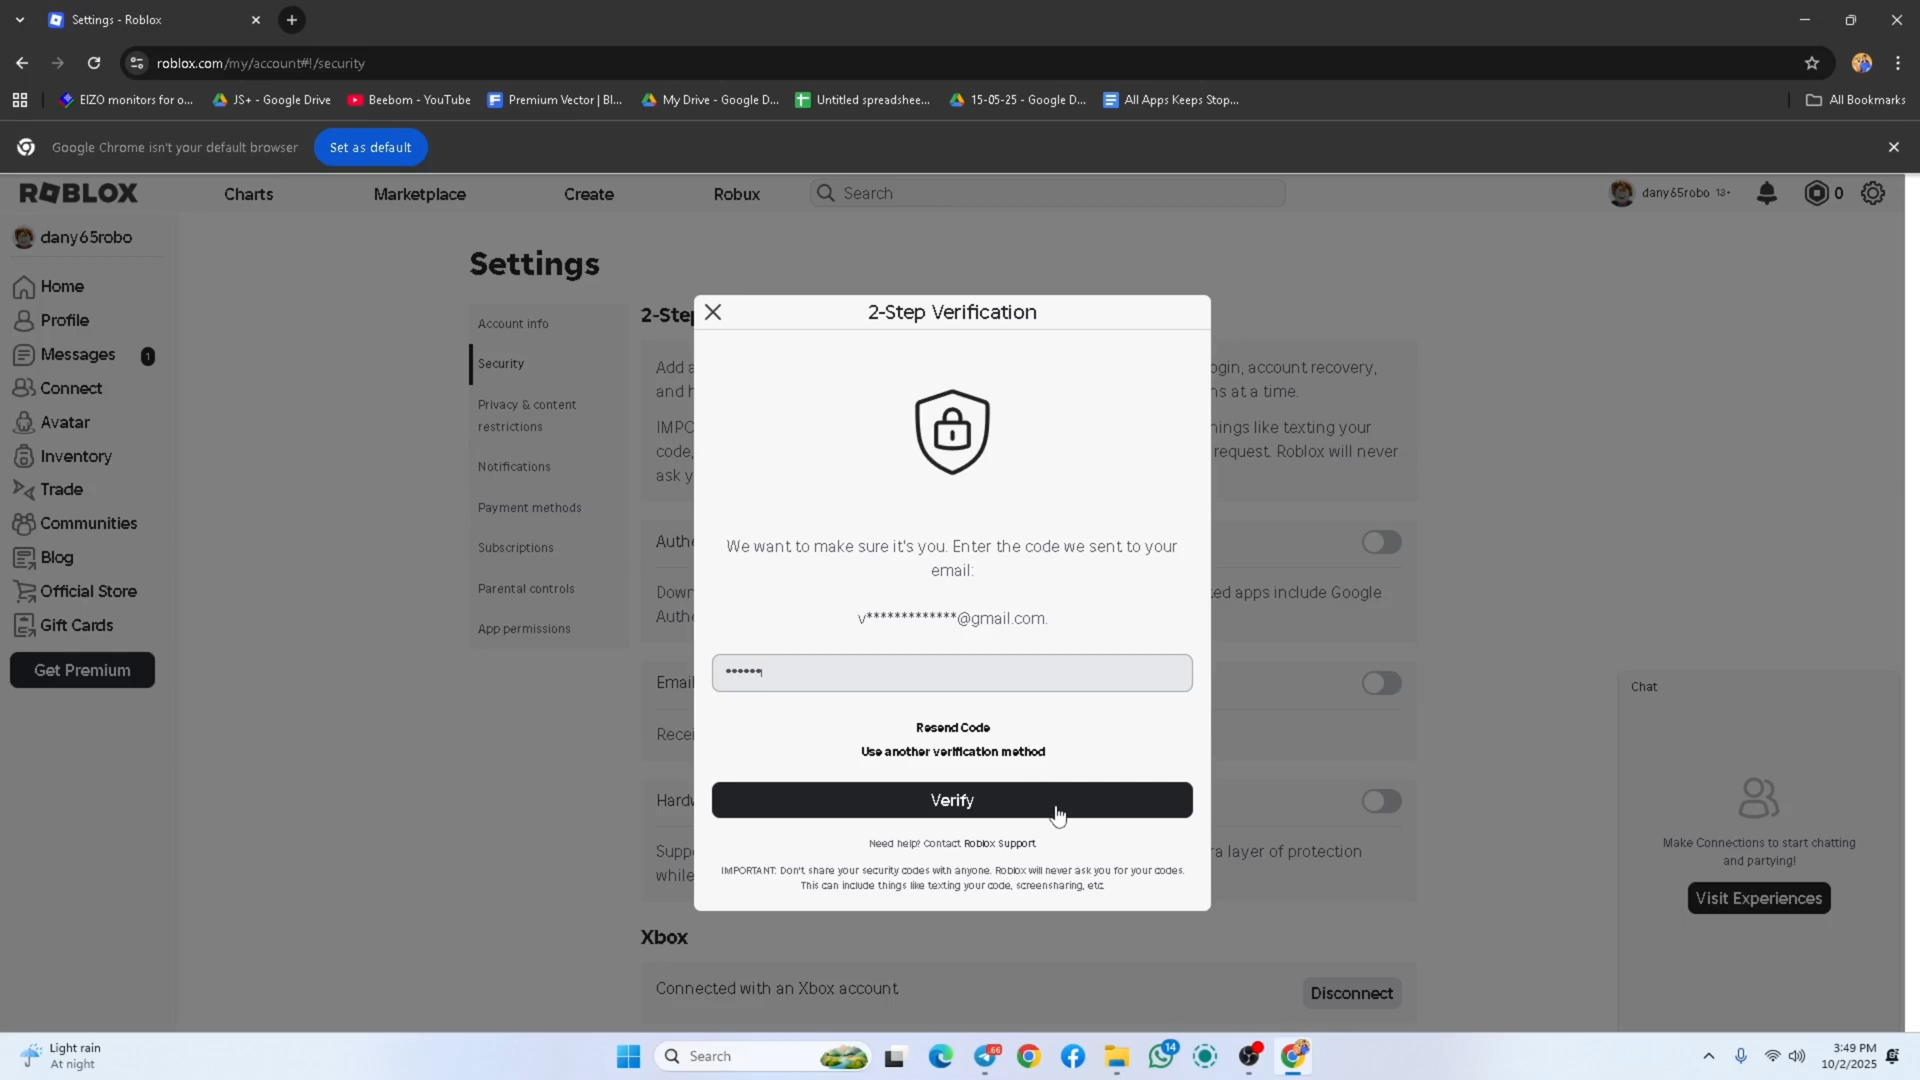 Settings - Roblox
roblox.com/my/account#!/security
EIZO monitors for o...
JS+ - Google Drive
Beebom - YouTube
Premium Vector | Bl...
My Drive - Google D...
Untitled spreadshee...
15-05-25 - Google D...
All Apps Keeps Stop...
All Bookmarks
Google Chrome isn't your default browser
Set as default
ROBLOX
Charts
Marketplace
Create
Robux
Search
dany65robo 13+
0
dany65robo
Home
Profile
Messages 1
Connect
Avatar
Inventory
Trade
Communities
Blog
Official Store
Gift Cards
Get Premium
Settings
Account info
Security
Privacy & content
restrictions
Notifications
Payment methods
Subscriptions
Parental controls
App permissions
2-Step Verification
We want to make sure it's you. Enter the code we sent to your
email:
v*************@gmail.com.
••••••
Resend Code
Use another verification method
Verify
Need help? Contact Roblox Support
IMPORTANT: Don't share your security codes with anyone. Roblox will never ask you for your codes.
This can include things like texting your code, screensharing, etc.
2-Step
Add a
ogin, account recovery,
and h
ns at a time.
IMPO
hings like texting your
code,
request. Roblox will never
ask y
Authe
Down
ted apps include Google
Authe
Email
Recei
Hardw
Suppo
ra layer of protection
while
Xbox
Connected with an Xbox account
Disconnect
Chat
Make Connections to start chatting
and partying!
Visit Experiences
Light rain
At night
Search
66
14
3:49 PM
10/2/2025